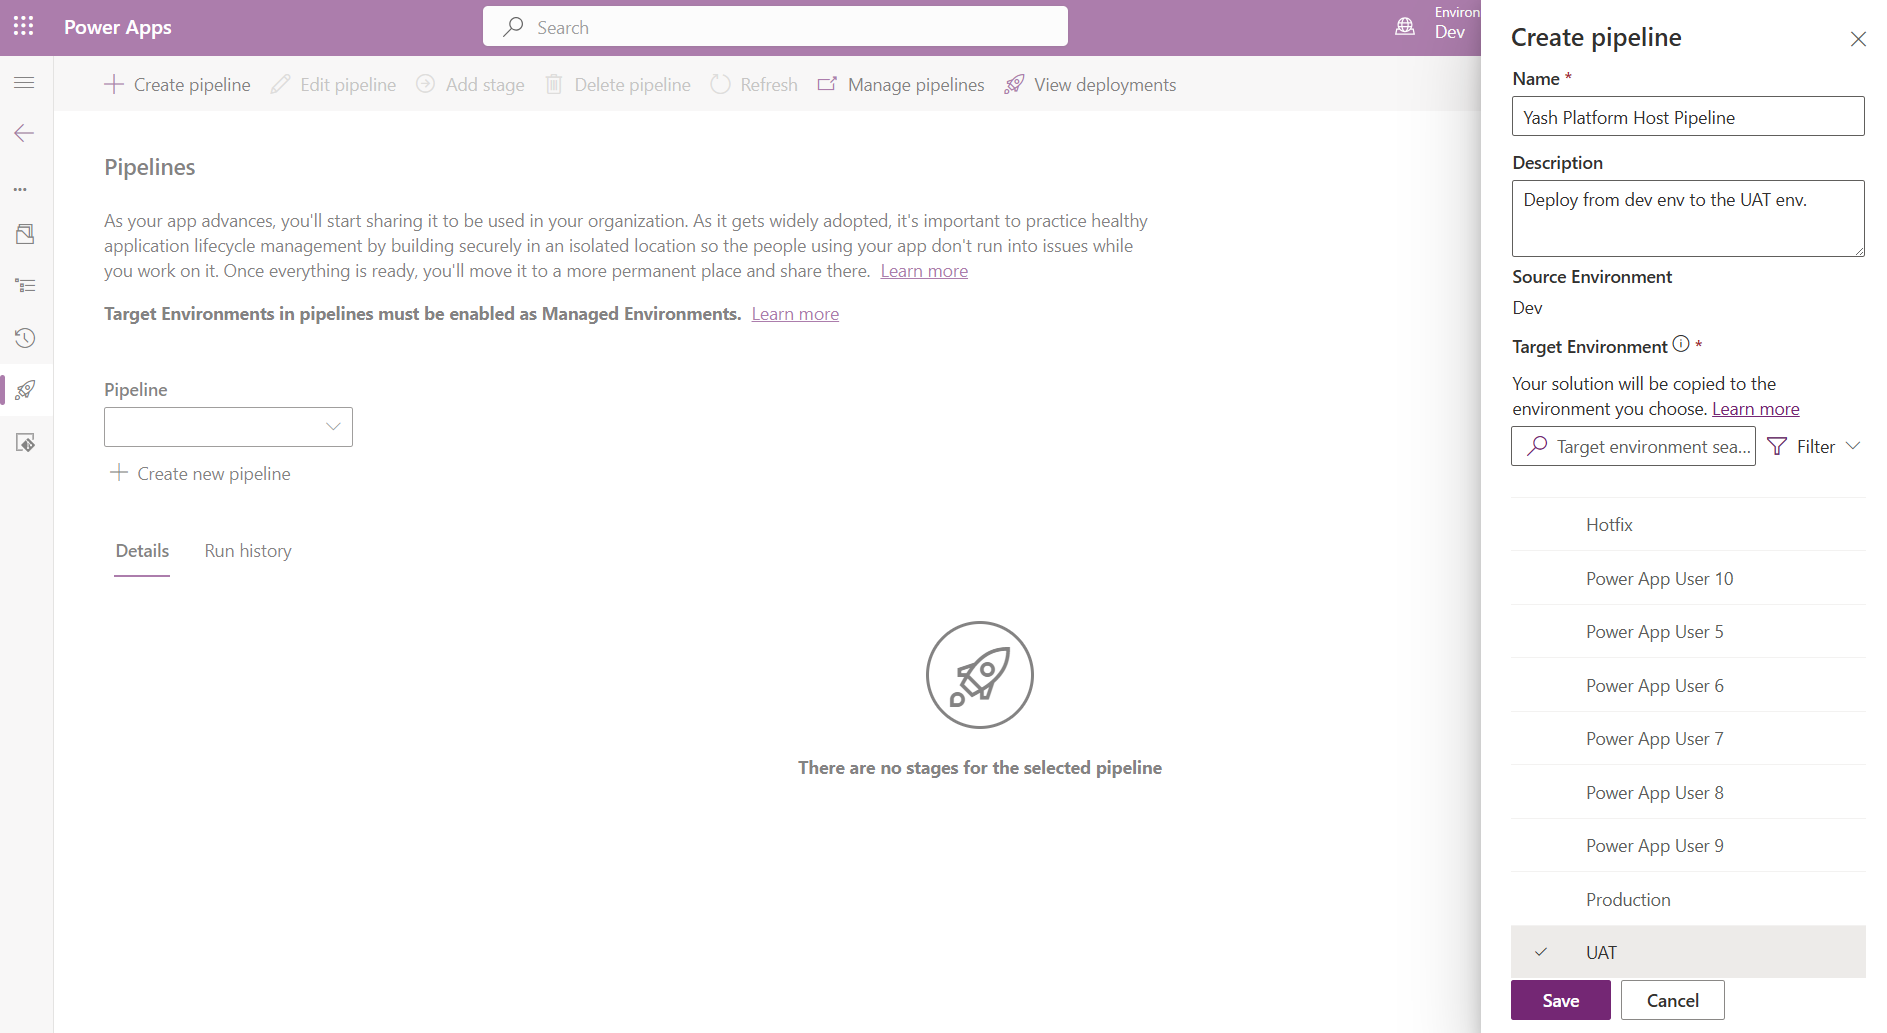 Power Apps
Search
Environ
Dev
Create pipeline
Edit pipeline
Add stage
Delete pipeline
Refresh
Manage pipelines
View deployments
Pipelines
As your app advances, you'll start sharing it to be used in your organization. As it gets widely adopted, it's important to practice healthy
application lifecycle management by building securely in an isolated location so the people using your app don't run into issues while
you work on it. Once everything is ready, you'll move it to a more permanent place and share there. Learn more
Target Environments in pipelines must be enabled as Managed Environments. Learn more
Pipeline
Create new pipeline
Details
Run history
There are no stages for the selected pipeline
Create pipeline
Name *
Yash Platform Host Pipeline
Description
Deploy from dev env to the UAT env.
Source Environment
Dev
Target Environment *
Your solution will be copied to the
environment you choose. Learn more
Target environment sea...
Filter
Hotfix
Power App User 10
Power App User 5
Power App User 6
Power App User 7
Power App User 8
Power App User 9
Production
UAT
Save
Cancel